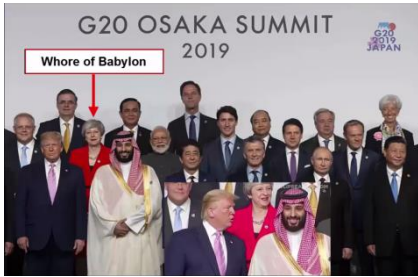 G20 OSAKA SUMMIT
2019
G20
2019
JAPAN
Whore of Babylon